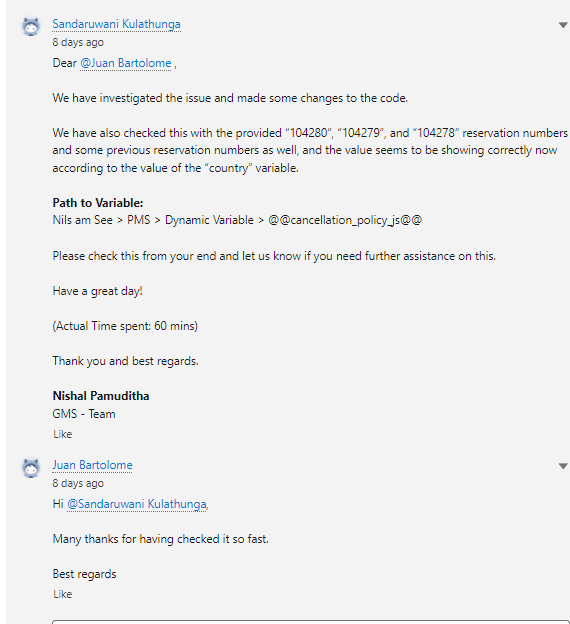 Sandaruwani Kulathunga
8 days ago
Dear @Juan Bartolome ,
We have investigated the issue and made some changes to the code.
We have also checked this with the provided “104280”, “104279”, and “104278” reservation numbers
and some previous reservation numbers as well, and the value seems to be showing correctly now
according to the value of the “country” variable.
Path to Variable:
Nils am See > PMS > Dynamic Variable > @@cancellation_policy_js@@
Please check this from your end and let us know if you need further assistance on this.
Have a great day!
(Actual Time spent: 60 mins)
Thank you and best regards.
Nishal Pamuditha
GMS - Team
Like
Juan Bartolome
8 days ago
Hi @Sandaruwani Kulathunga,
Many thanks for having checked it so fast.
Best regards
Like